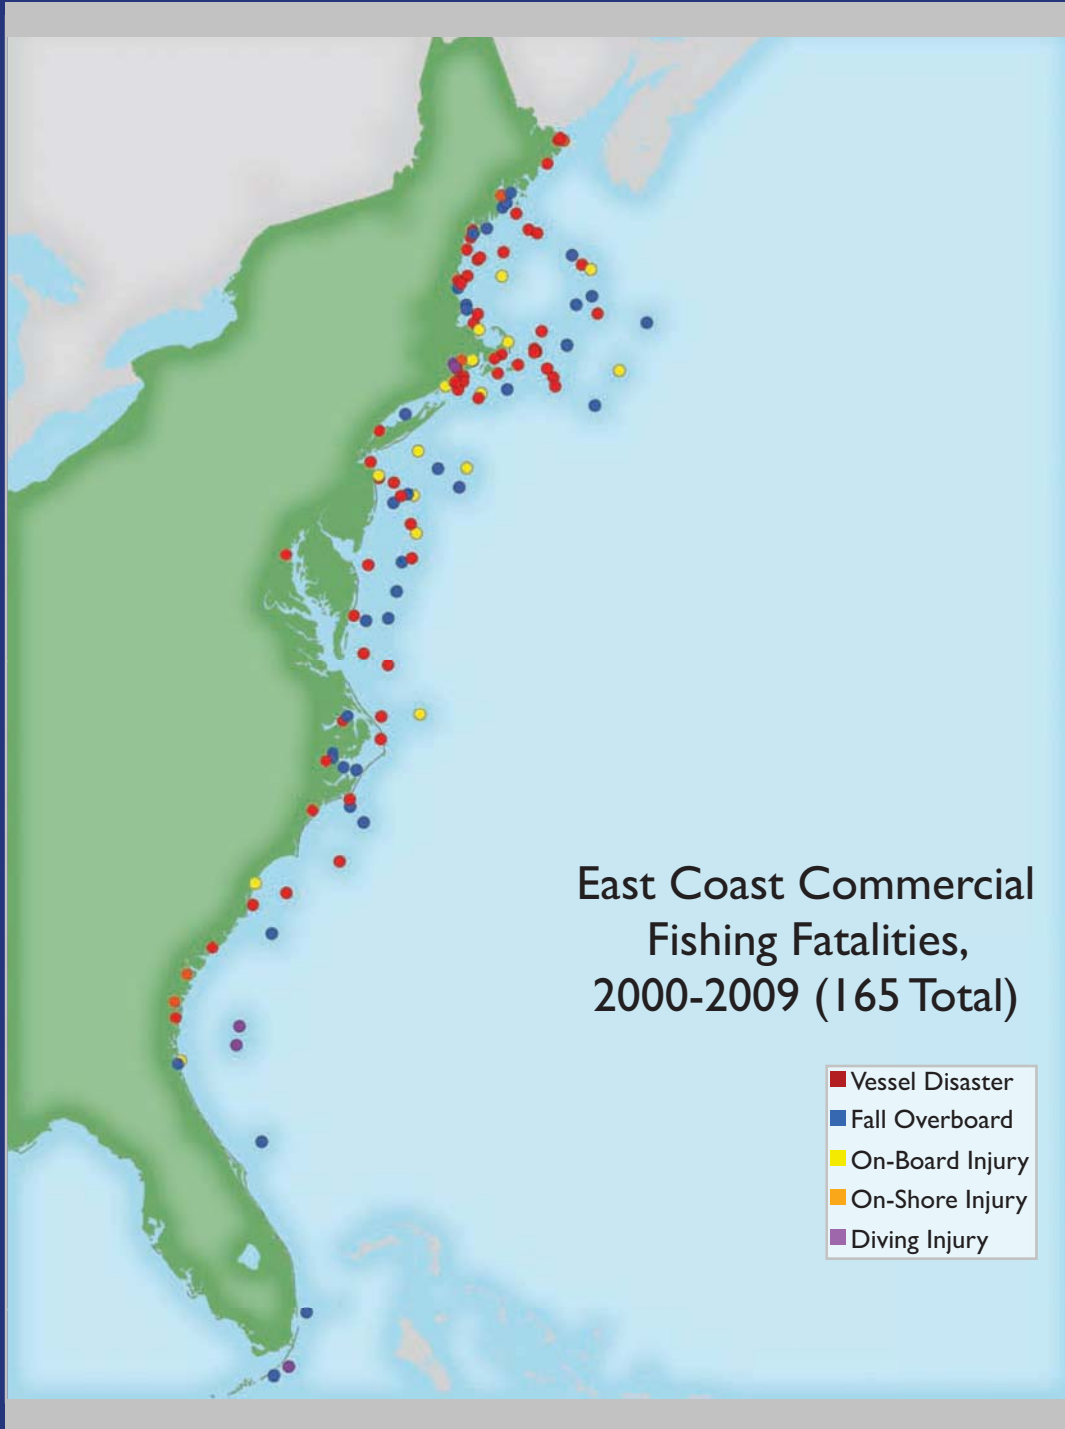 East Coast Commercial
Fishing Fatalities,
2000-2009 (165 Total)
Vessel Disaster
Fall Overboard
On-Board Injury
On-Shore Injury
Diving Injury